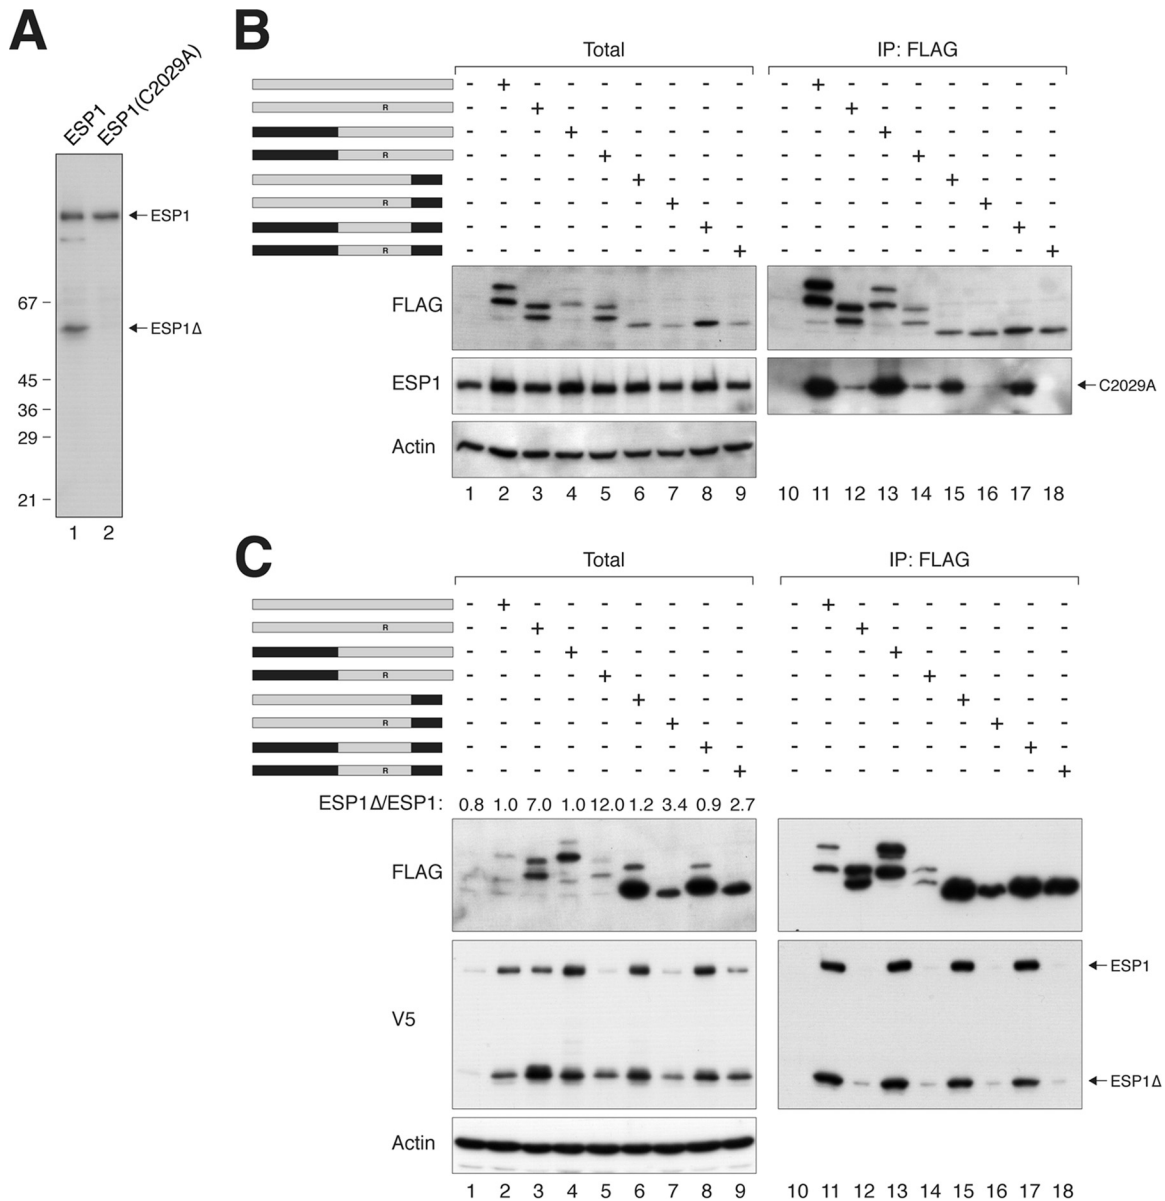 A
ESP1
ESP1(C2029A)
ESP1
67
ESP1Δ
45
36
29
21
1 2
B
Total IP: FLAG
- + - - - - - - - - + - - - - - - -
R - - + - - - - - - - - + - - - - - -
- - - + - - - - - - - - + - - - - -
R - - - - + - - - - - - - - + - - - -
- - - - - + - - - - - - - - + - - -
R - - - - - - + - - - - - - - - + - -
- - - - - - - + - - - - - - - - + -
R - - - - - - - - + - - - - - - - - +
FLAG
ESP1 C2029A
Actin
1 2 3 4 5 6 7 8 9 10 11 12 13 14 15 16 17 18
C
Total IP: FLAG
- + - - - - - - - - + - - - - - - -
R - - + - - - - - - - - + - - - - - -
- - - + - - - - - - - - + - - - - -
R - - - - + - - - - - - - - + - - - -
- - - - - + - - - - - - - - + - - -
R - - - - - - + - - - - - - - - + - -
- - - - - - - + - - - - - - - - + -
R - - - - - - - - + - - - - - - - - +
ESP1Δ/ESP1: 0.8 1.0 7.0 1.0 12.0 1.2 3.4 0.9 2.7
FLAG
ESP1
V5
ESP1Δ
Actin
1 2 3 4 5 6 7 8 9 10 11 12 13 14 15 16 17 18